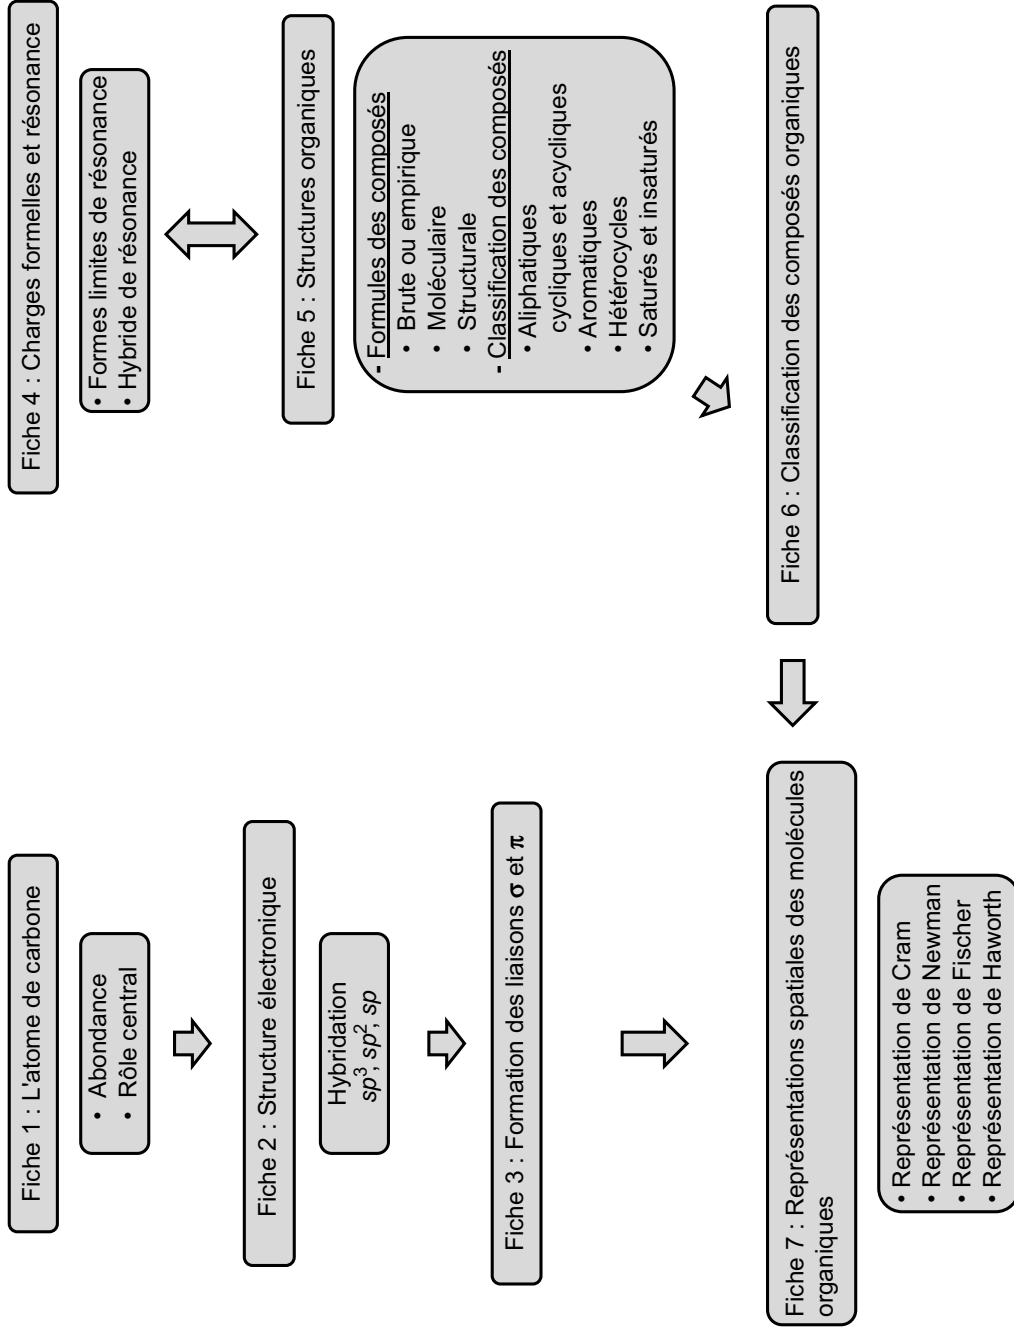 Fiche 1 : L'atome de carbone
• Abondance
• Rôle central
Fiche 2 : Structure électronique
Hybridation
sp³, sp², sp
Fiche 3 : Formation des liaisons σ et π
Fiche 4 : Charges formelles et résonance
• Formes limites de résonance
• Hybride de résonance
Fiche 5 : Structures organiques
- Formules des composés
• Brute ou empirique
• Moléculaire
• Structurale
- Classification des composés
• Aliphatiques
cycliques et acycliques
• Aromatiques
• Hétérocycles
• Saturés et insaturés
Fiche 6 : Classification des composés organiques
Fiche 7 : Représentations spatiales des molécules
organiques
• Représentation de Cram
• Représentation de Newman
• Représentation de Fischer
• Représentation de Haworth